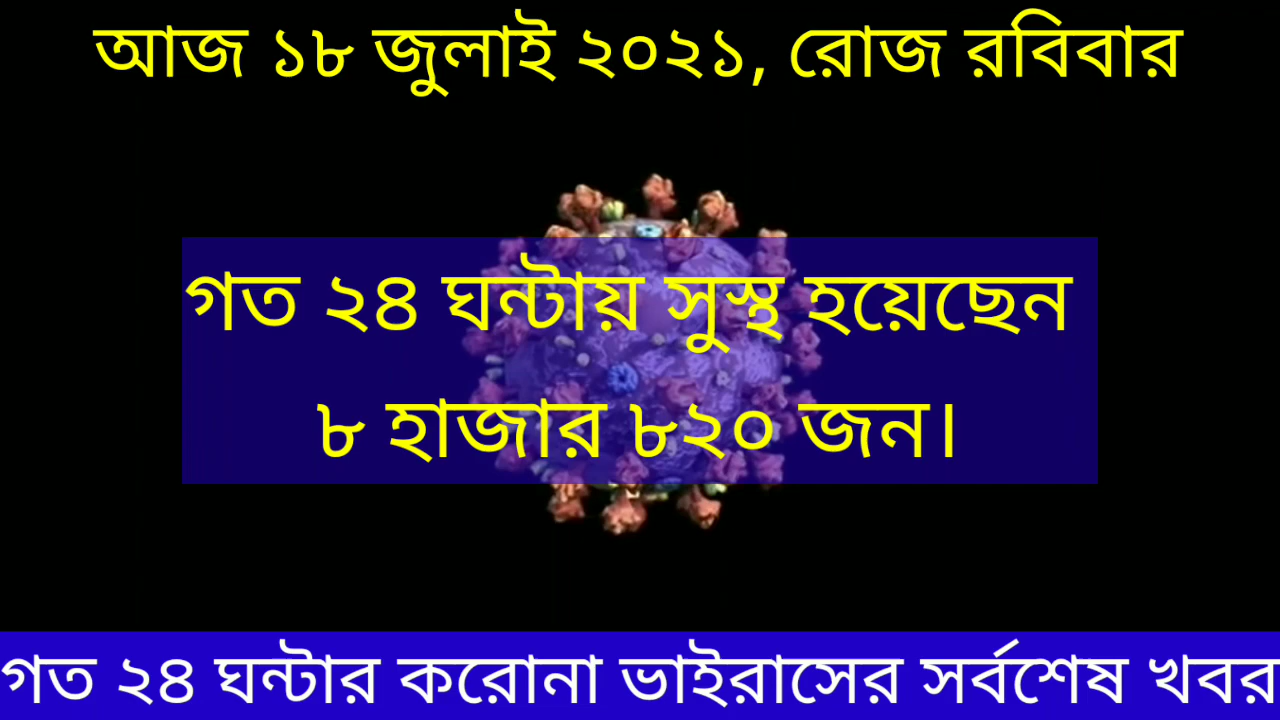 আজ ১৮ জুলাই ২০২১, রোজ রবিবার
গত ২৪ ঘন্টায় সুস্থ হয়েছেন
৮ হাজার ৮২০ জন।
গত ২৪ ঘন্টার করোনা ভাইরাসের সর্বশেষ খবর